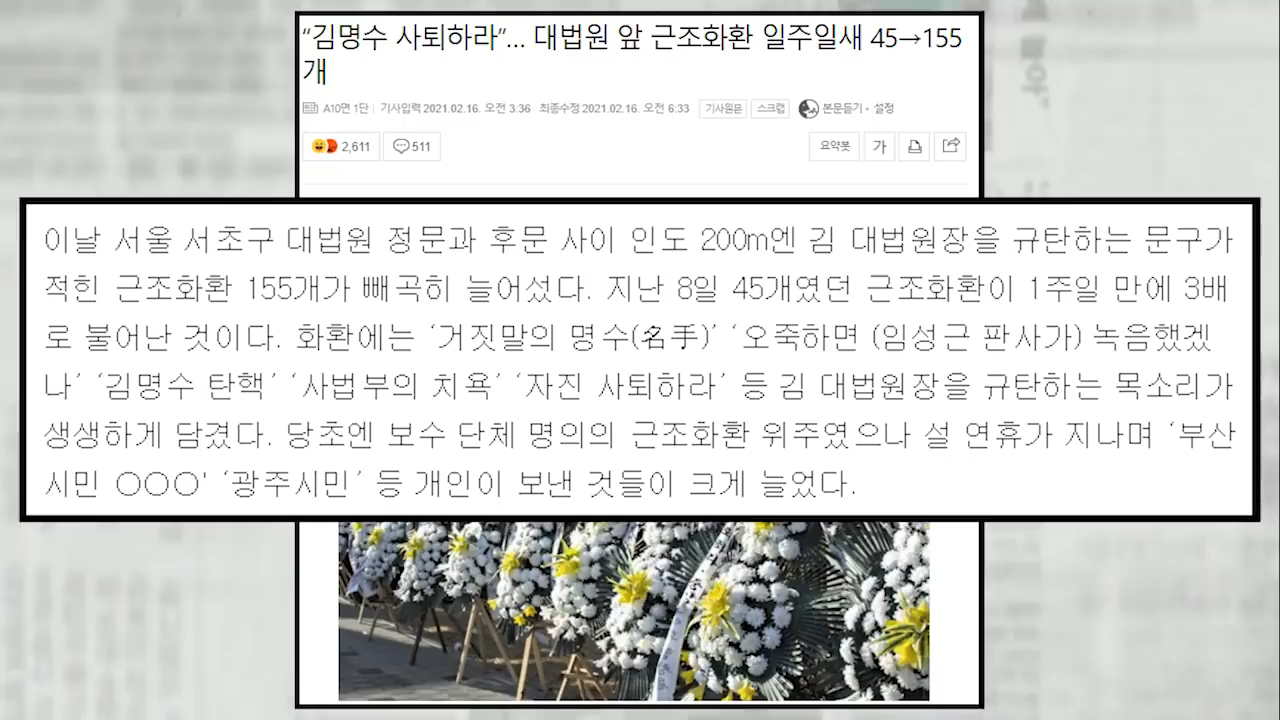 “김명수 사퇴하라”... 대법원 앞 근조화환 일주일새 45→155
개
A10면 1단 기사입력 2021.02.16. 오전 3:36 최종수정 2021.02.16. 오전 6:33 기사원문 스크랩 본문듣기 · 설정
2,611 511 요약봇 가
이날 서울 서초구 대법원 정문과 후문 사이 인도 200m엔 김 대법원장을 규탄하는 문구가
적힌 근조화환 155개가 빼곡히 늘어섰다. 지난 8일 45개였던 근조화환이 1주일 만에 3배
로 불어난 것이다. 화환에는 ‘거짓말의 명수(名手)’ ‘오죽하면 (임성근 판사가) 녹음했겠
나’ ‘김명수 탄핵’ ‘사법부의 치욕’ ‘자진 사퇴하라’ 등 김 대법원장을 규탄하는 목소리가
생생하게 담겼다. 당초엔 보수 단체 명의의 근조화환 위주였으나 설 연휴가 지나며 ‘부산
시민 ○○○' ‘광주시민’ 등 개인이 보낸 것들이 크게 늘었다.